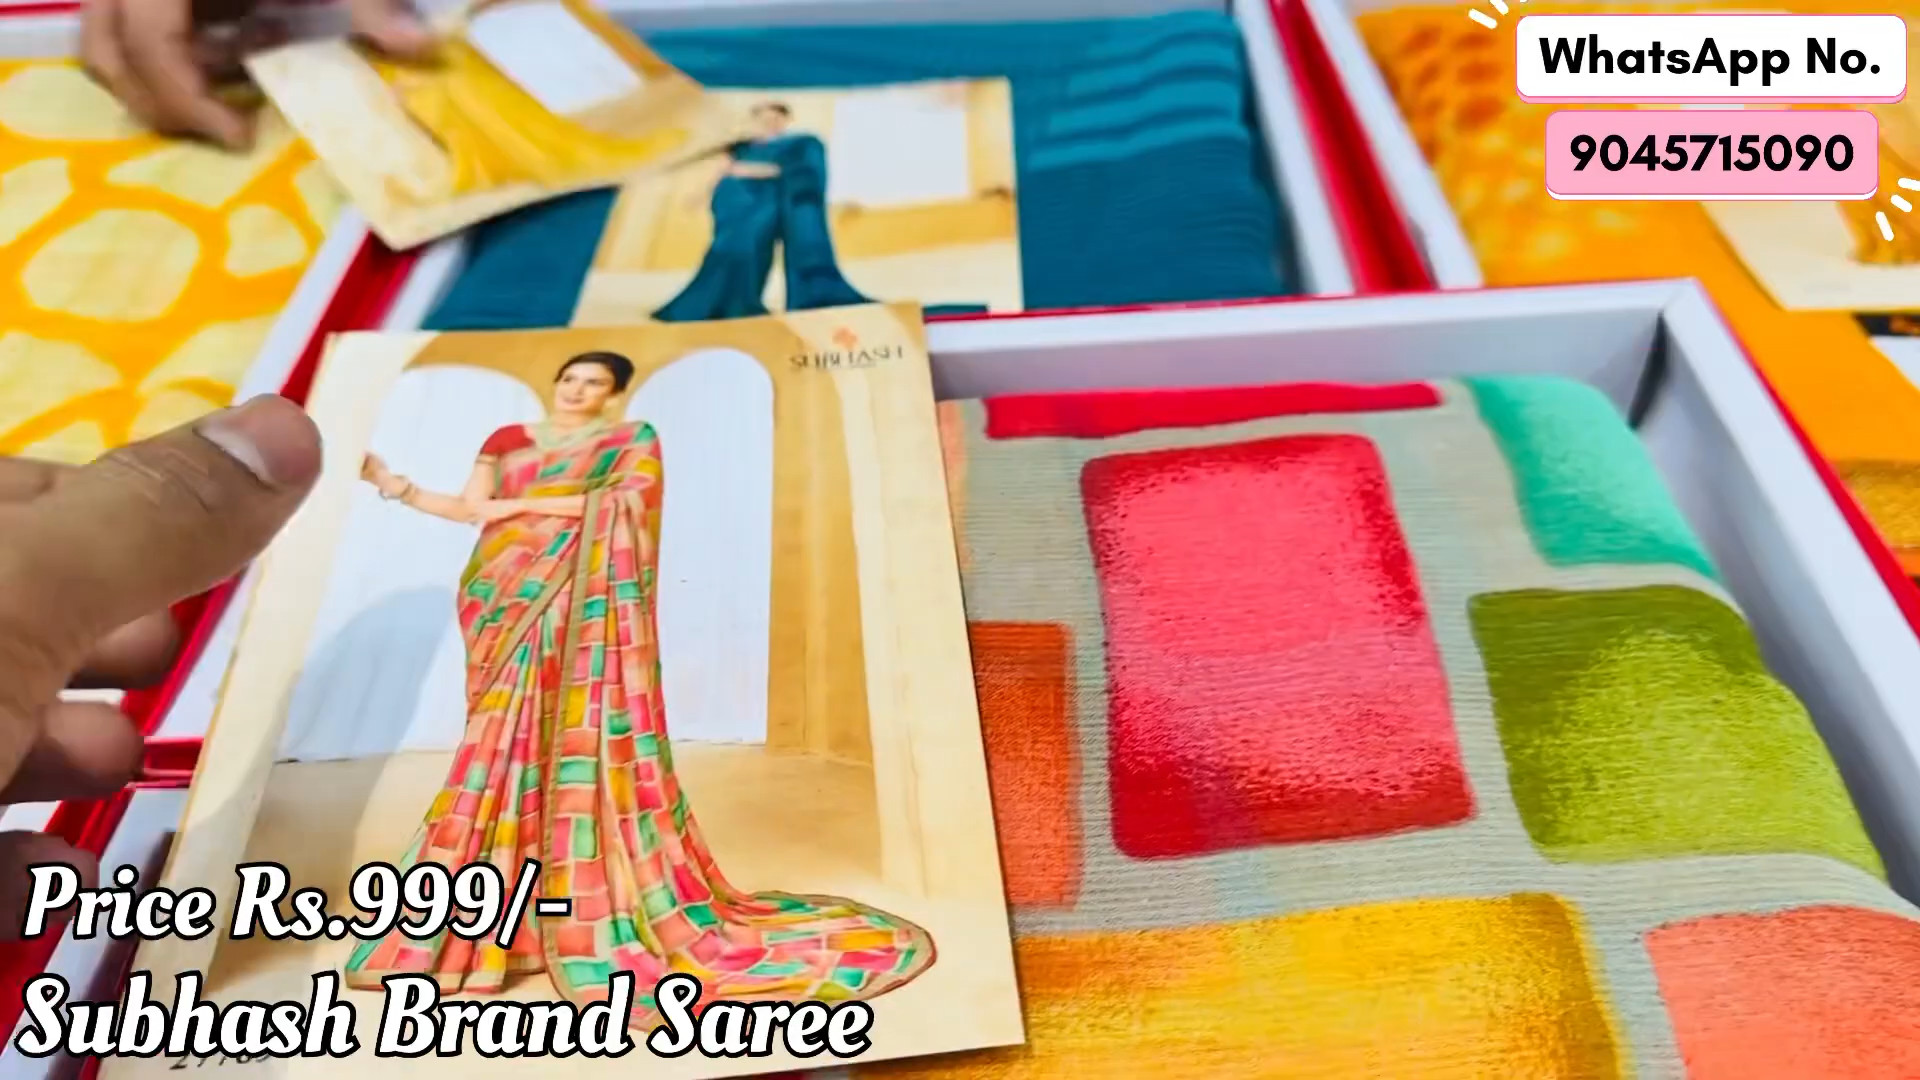 WhatsApp No.
9045715090
SUBHASH
Price Rs.999/-
Subhash Brand Saree